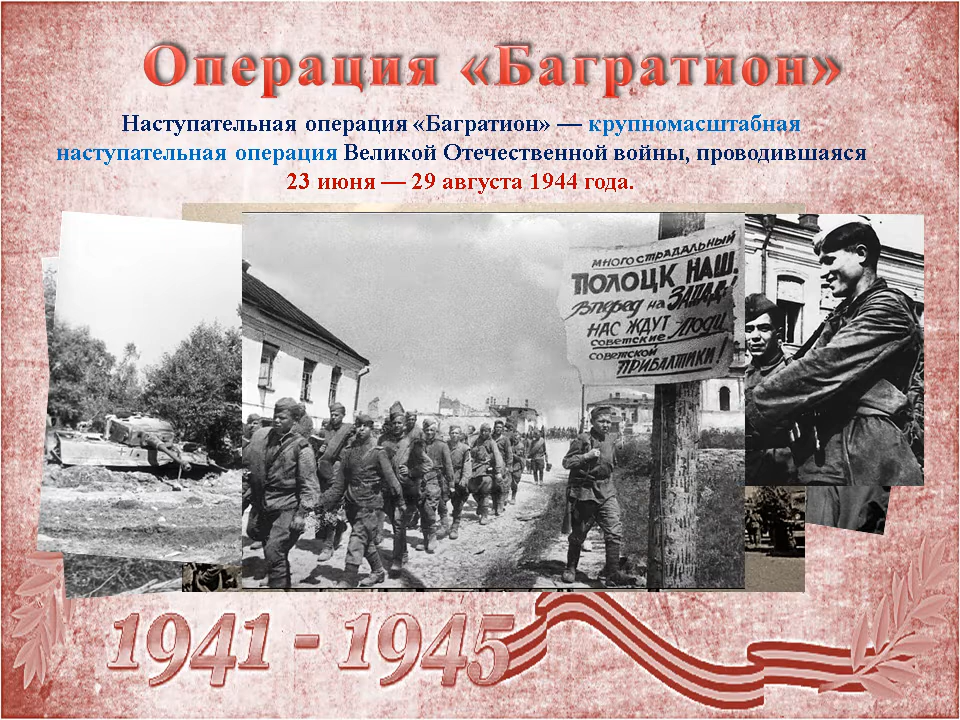 Операция «Багратион»
Наступательная операция «Багратион» — крупномасштабная
наступательная операция Великой Отечественной войны, проводившаяся
23 июня — 29 августа 1944 года.
МНОГОСТРАДАЛЬНЫЙ
ПОЛОЦК НАШ.
Вперед на ЗАПАД!
НАС ЖДУТ ЛЮДИ
советские
советской
ПРИБАЛТИКИ!
1941 - 1945